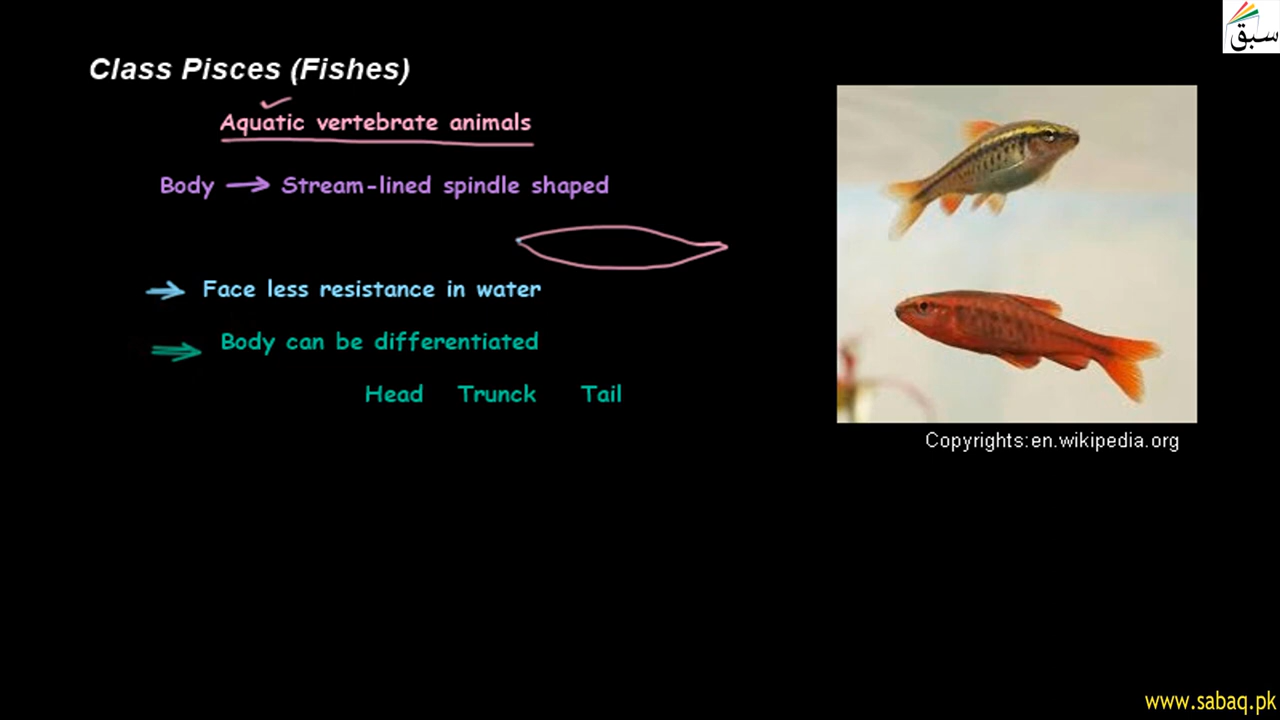 سبق
Class Pisces (Fishes)
Aquatic vertebrate animals
Body → Stream-lined spindle shaped
→ Face less resistance in water
⇒ Body can be differentiated
Head Trunck Tail
Copyrights:en.wikipedia.org
www.sabaq.pk